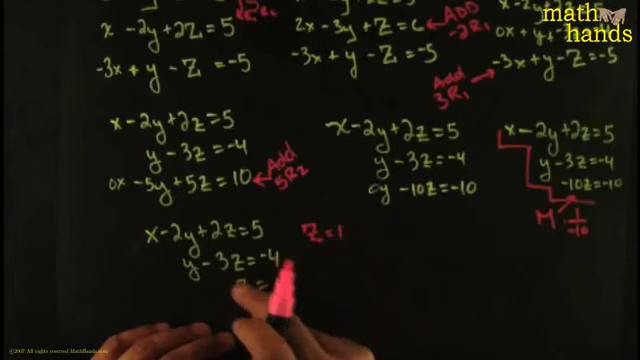 math
hands
x - 2y + 2z = 5
-3x + y - z = -5
2x - 3y + z = 6
-3x + y - z = -5
Add
-2R₁
-3x + y - z = -5
Add
3R₁
x - 2y + 2z = 5
y - 3z = -4
0x - 5y + 5z = 10
Add
5R₂
x - 2y + 2z = 5
y - 3z = -4
0y - 10z = -10
x - 2y + 2z = 5
y - 3z = -4
-10z = -10
M 1/-10
x - 2y + 2z = 5
y - 3z = -4
z =
z = 1
©2007 All rights reserved MathHands.com